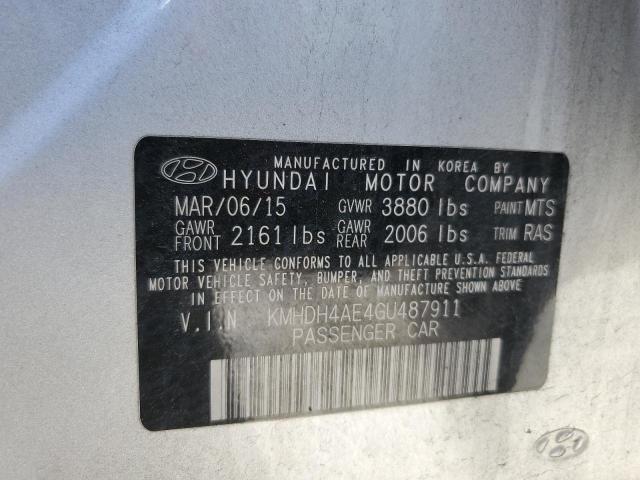 MANUFACTURED IN KOREA BY
HYUNDAI MOTOR COMPANY
MAR/06/15 GVWR 3880 lbs PAINT MTS
GAWR FRONT 2161 lbs GAWR REAR 2006 lbs TRIM RAS
THIS VEHICLE CONFORMS TO ALL APPLICABLE U.S.A. FEDERAL
MOTOR VEHICLE SAFETY, BUMPER, AND THEFT PREVENTION STANDARDS
IN EFFECT ON THE DATE OF MANUFACTURE SHOWN ABOVE.
V.I.N KMHDH4AE4GU487911
PASSENGER CAR